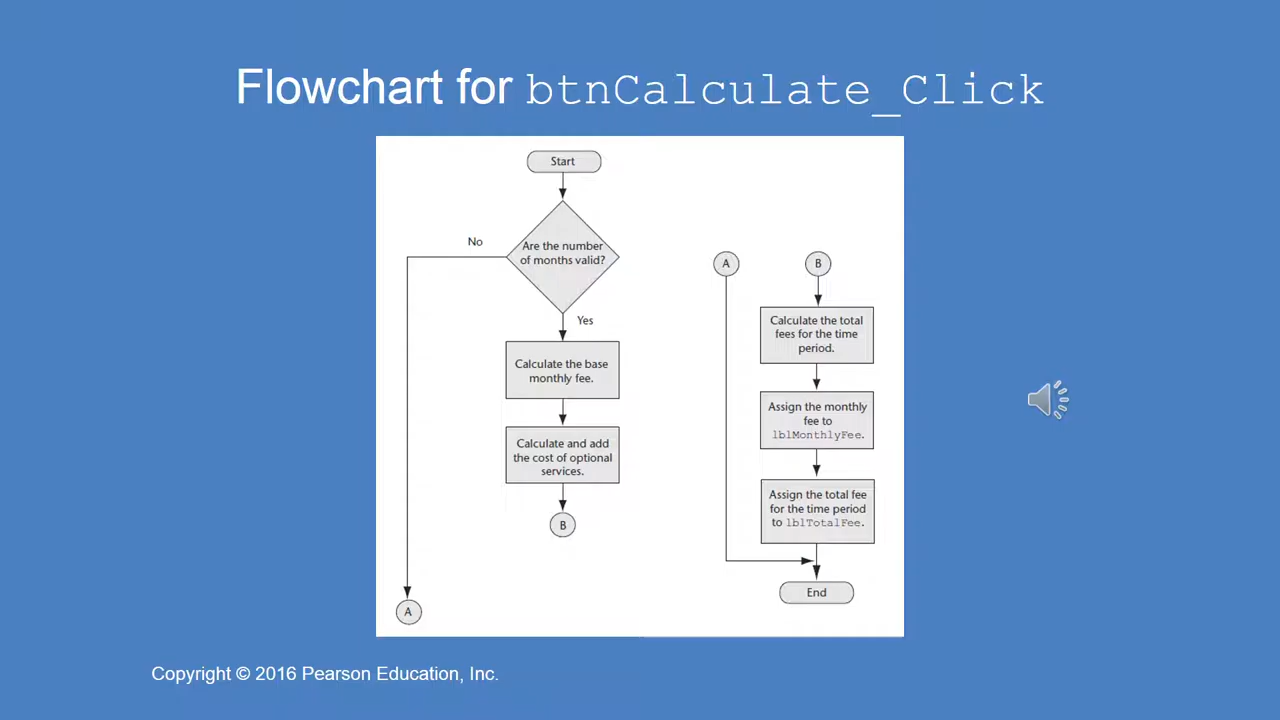 Flowchart for btnCalculate_Click
Start
Are the number
of months valid?
No
Yes
Calculate the base
monthly fee.
Calculate and add
the cost of optional
services.
B
A
A
B
Calculate the total
fees for the time
period.
Assign the monthly
fee to
lblMonthlyFee.
Assign the total fee
for the time period
to lblTotalFee.
End
Copyright © 2016 Pearson Education, Inc.